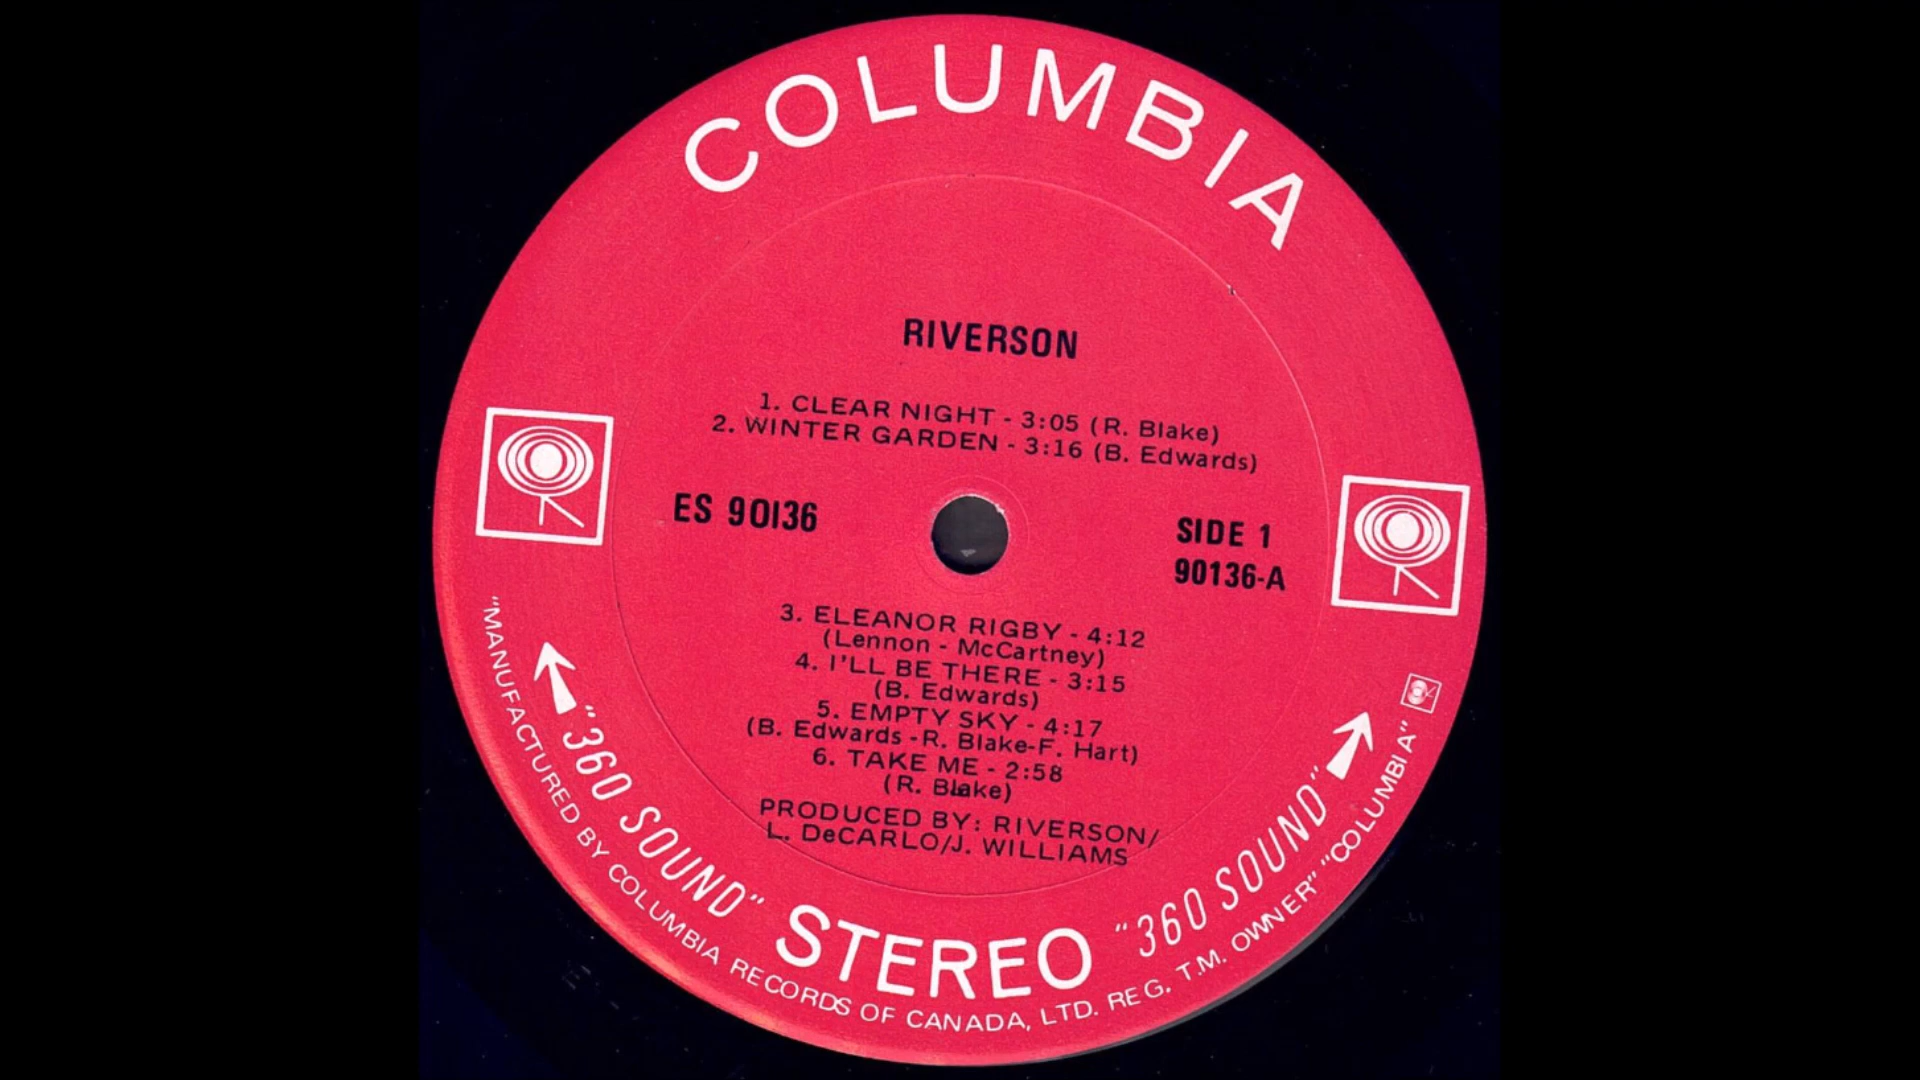 COLUMBIA
RIVERSON
1. CLEAR NIGHT - 3:05 (R. Blake)
2. WINTER GARDEN - 3:16 (B. Edwards)
ES 90136
SIDE 1
90136-A
3. ELEANOR RIGBY - 4:12
(Lennon - McCartney)
4. I'LL BE THERE - 3:15
(B. Edwards)
5. EMPTY SKY - 4:17
(B. Edwards -R. Blake-F. Hart)
6. TAKE ME - 2:58
(R. Blake)
PRODUCED BY: RIVERSON/
L. DeCARLO/J. WILLIAMS
"360 SOUND" STEREO "360 SOUND"
"MANUFACTURED BY COLUMBIA RECORDS OF CANADA, LTD. REG. T.M. OWNER" "COLUMBIA"